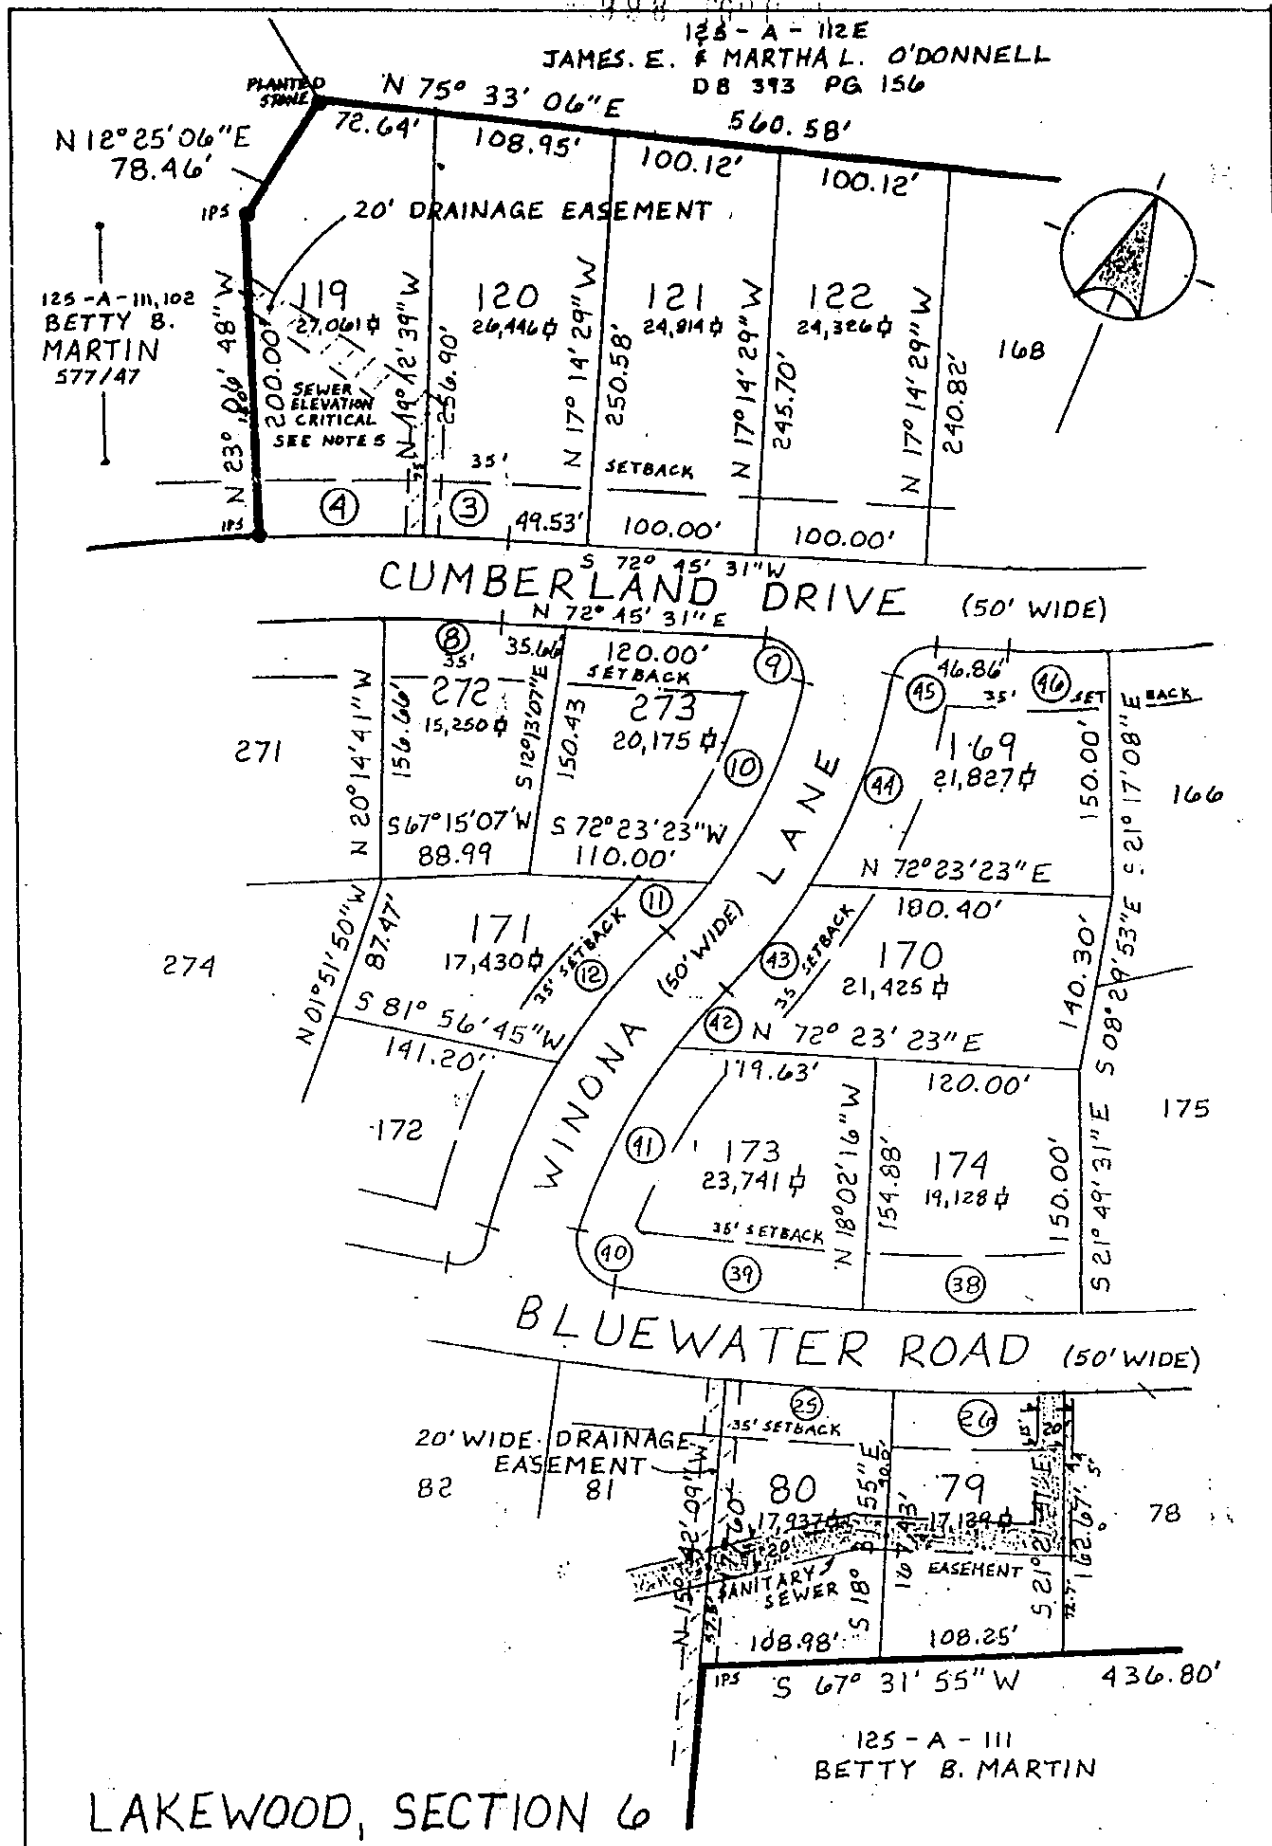 125 - A - 112E
JAMES. E. & MARTHA L. O'DONNELL
DB 393 PG 156
PLANTED
STONE
N 75° 33' 06" E
560.58'
72.64'
108.95'
100.12'
100.12'
N 12° 25' 06" E
78.46'
IPS
20' DRAINAGE EASEMENT
125 - A - 111, 102
BETTY B.
MARTIN
577/47
N 23° 06' 48" W
200.00'
119
27,061
SEWER
ELEVATION
CRITICAL
SEE NOTE 5
N 19° 12' 39" W
256.90'
120
26,446
N 17° 14' 29" W
250.58'
121
24,814
N 17° 14' 29" W
245.70'
122
24,326
N 17° 14' 29" W
240.82'
168
35'
SETBACK
IPS
4
3
49.53'
100.00'
100.00'
S 72° 45' 31" W
CUMBERLAND DRIVE (50' WIDE)
N 72° 45' 31" E
8
35'
35.66'
120.00'
SETBACK
9
45
46.86'
35'
46
SET BACK
271
N 20° 14' 41" W
156.66'
272
15,250
S 12° 13' 07" E
150.43
273
20,175
10
44
169
21,827
150.00'
S 21° 17' 08" E
166
S 67° 15' 07" W
88.99
S 72° 23' 23" W
110.00'
WINONA LANE
(50' WIDE)
N 72° 23' 23" E
180.40'
274
N 01° 51' 50" W
87.47'
171
17,430
35' SETBACK
11
12
43
35' SETBACK
170
21,425
140.30'
S 08° 29' 53" E
S 81° 56' 45" W
141.20'
42
N 72° 23' 23" E
119.63'
120.00'
172
41
173
23,741
N 18° 02' 16" W
154.88'
174
19,128
150.00'
S 21° 49' 31" E
175
35' SETBACK
40
39
38
BLUEWATER ROAD (50' WIDE)
25
35' SETBACK
26
15'
20'
20' WIDE DRAINAGE
EASEMENT
82
81
80
17,937
79
17,129
78
162.67'
20'
SANITARY
SEWER
EASEMENT
108.98'
108.25'
IPS
S 67° 31' 55" W
436.80'
125 - A - 111
BETTY B. MARTIN
LAKEWOOD, SECTION 6